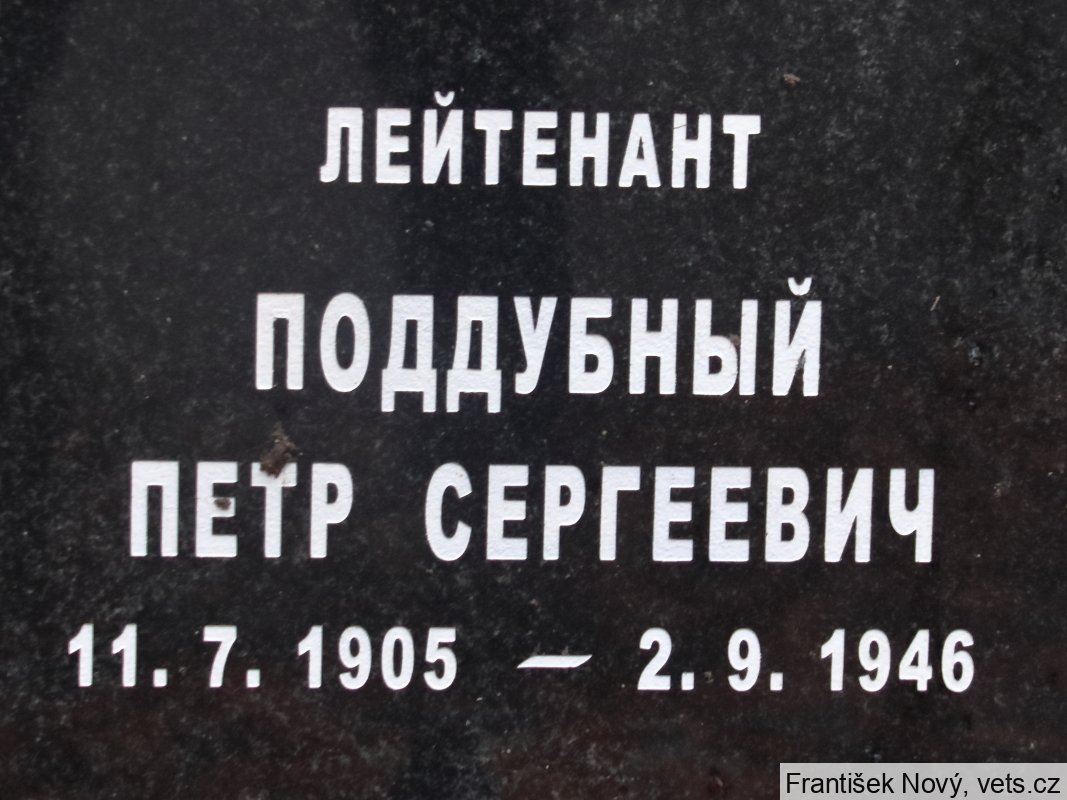 ЛЕЙТЕНАНТ
ПОДДУБНЫЙ
ПЕТР СЕРГЕЕВИЧ
11. 7. 1905 — 2. 9. 1946
František Nový, vets.cz